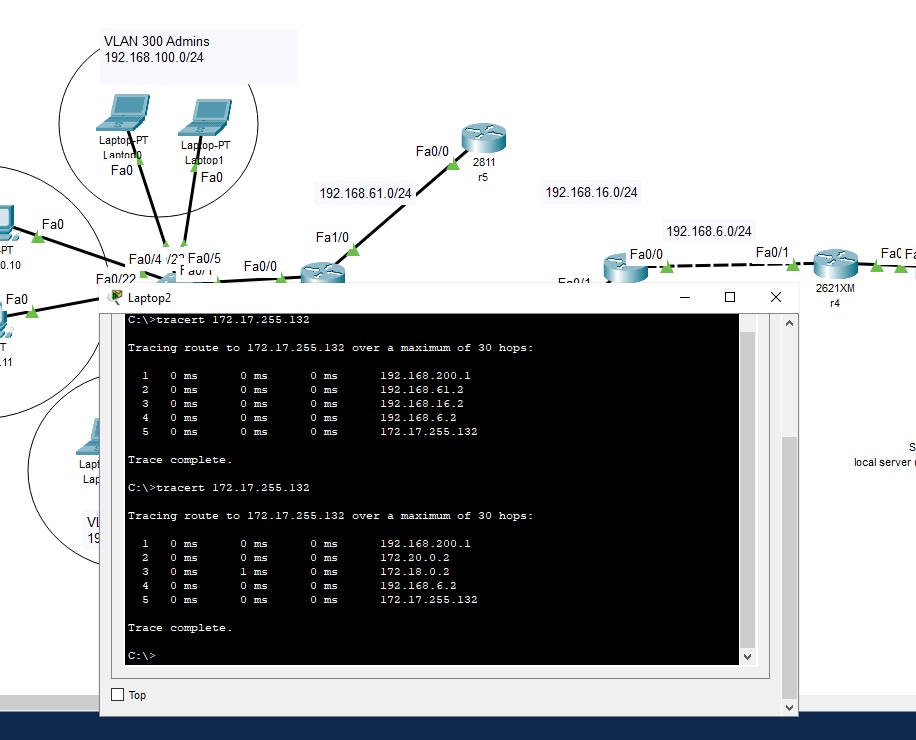 VLAN 300 Admins
192.168.100.0/24
Laptop-PT
Laptop0
Laptop-PT
Laptop1
Fa0
Fa0
Fa0/0
2811
r5
192.168.61.0/24
192.168.16.0/24
Fa0
-PT
0.10
Fa1/0
192.168.6.0/24
Fa0/4
Fa0/5
Fa0/1
Fa0/0
Fa0/0
Fa0/1
Fa0/22
Fa0/1
2621XM
r4
Fa0
T
.11
Laptop2
C:\>tracert 172.17.255.132
Tracing route to 172.17.255.132 over a maximum of 30 hops:
1 0 ms 0 ms 0 ms 192.168.200.1
2 0 ms 0 ms 0 ms 192.168.61.2
3 0 ms 0 ms 0 ms 192.168.16.2
4 0 ms 0 ms 0 ms 192.168.6.2
5 0 ms 0 ms 0 ms 172.17.255.132
Trace complete.
C:\>tracert 172.17.255.132
Tracing route to 172.17.255.132 over a maximum of 30 hops:
1 0 ms 0 ms 0 ms 192.168.200.1
2 0 ms 0 ms 0 ms 172.20.0.2
3 0 ms 1 ms 0 ms 172.18.0.2
4 0 ms 0 ms 0 ms 192.168.6.2
5 0 ms 0 ms 0 ms 172.17.255.132
Trace complete.
C:\>
Top
S
local server